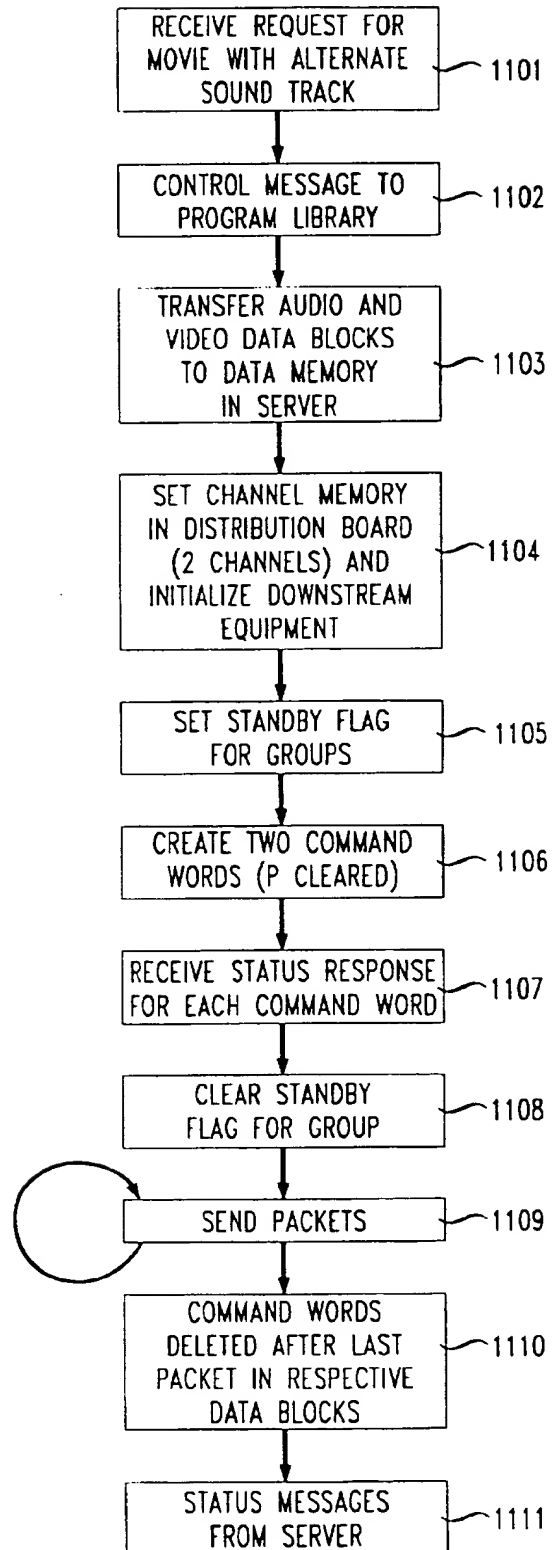 RECEIVE REQUEST FOR
MOVIE WITH ALTERNATE
SOUND TRACK
1101
CONTROL MESSAGE TO
PROGRAM LIBRARY
1102
TRANSFER AUDIO AND
VIDEO DATA BLOCKS
TO DATA MEMORY
IN SERVER
1103
SET CHANNEL MEMORY
IN DISTRIBUTION BOARD
(2 CHANNELS) AND
INITIALIZE DOWNSTREAM
EQUIPMENT
1104
SET STANDBY FLAG
FOR GROUPS
1105
CREATE TWO COMMAND
WORDS (P CLEARED)
1106
RECEIVE STATUS RESPONSE
FOR EACH COMMAND WORD
1107
CLEAR STANDBY
FLAG FOR GROUP
1108
SEND PACKETS
1109
COMMAND WORDS
DELETED AFTER LAST
PACKET IN RESPECTIVE
DATA BLOCKS
1110
STATUS MESSAGES
FROM SERVER
1111